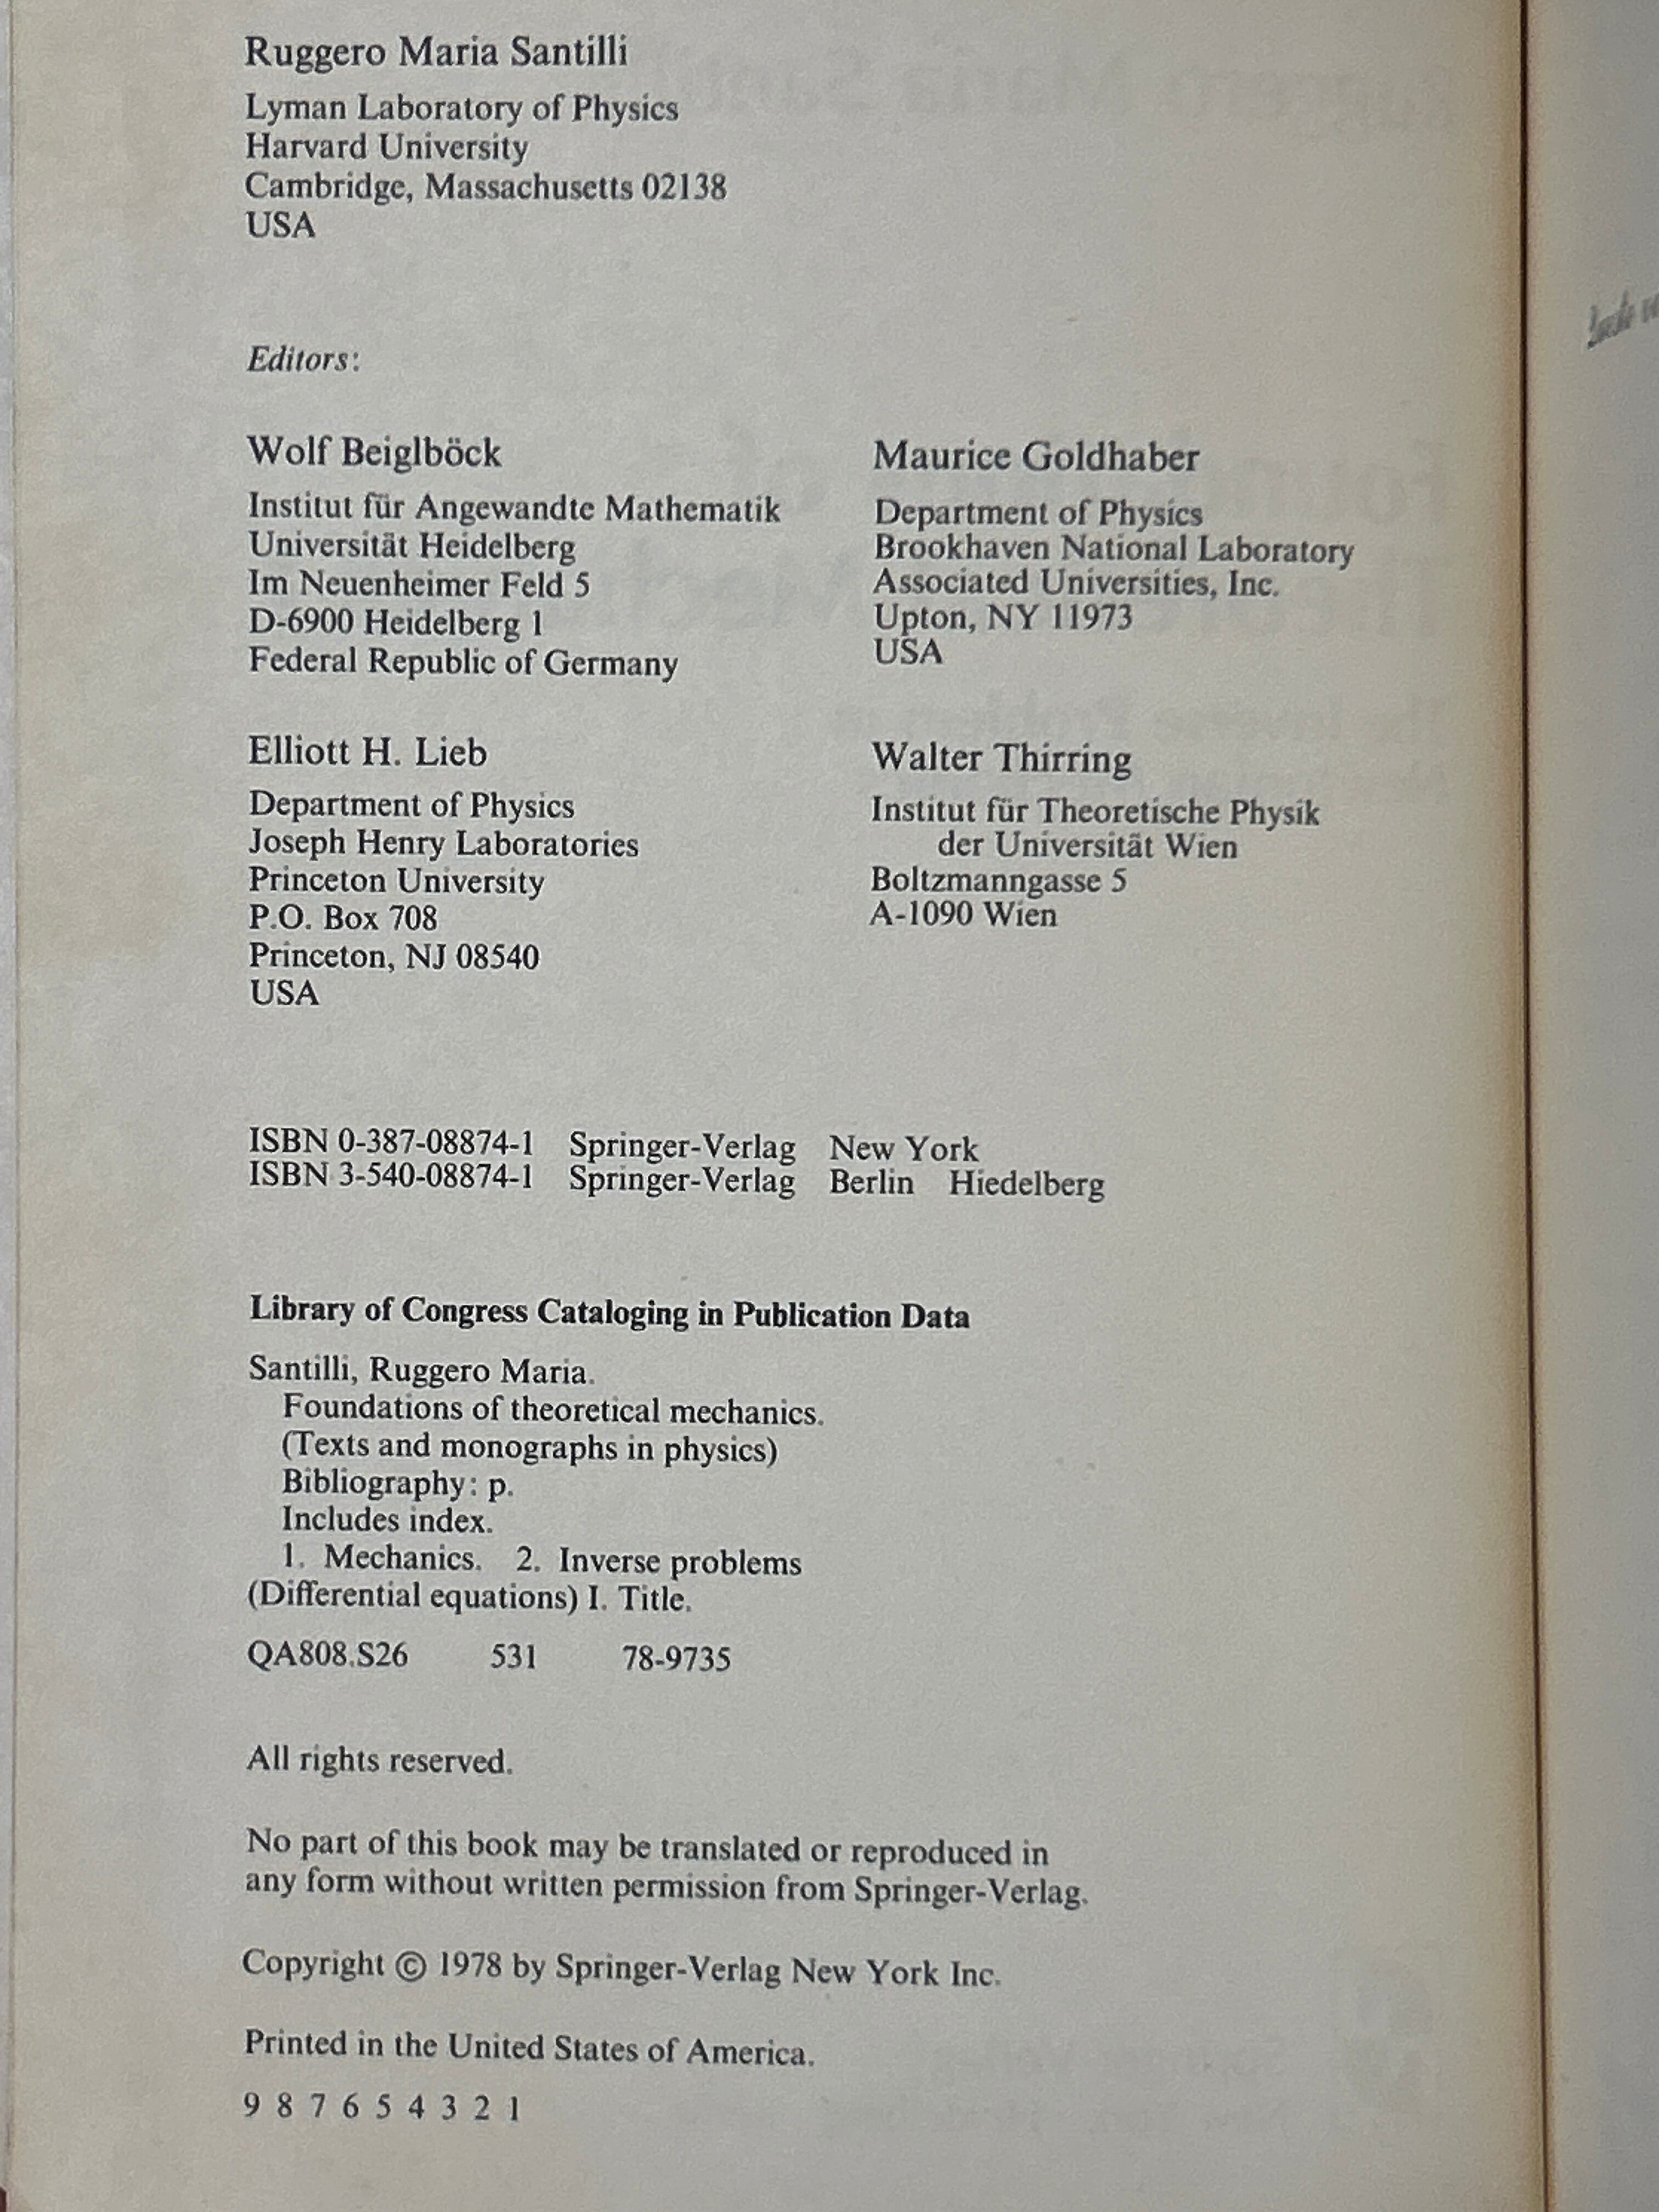 Ruggero Maria Santilli
Lyman Laboratory of Physics
Harvard University
Cambridge, Massachusetts 02138
USA
Editors:
Wolf Beiglböck
Institut für Angewandte Mathematik
Universität Heidelberg
Im Neuenheimer Feld 5
D-6900 Heidelberg 1
Federal Republic of Germany
Maurice Goldhaber
Department of Physics
Brookhaven National Laboratory
Associated Universities, Inc.
Upton, NY 11973
USA
Elliott H. Lieb
Department of Physics
Joseph Henry Laboratories
Princeton University
P.O. Box 708
Princeton, NJ 08540
USA
Walter Thirring
Institut für Theoretische Physik
der Universität Wien
Boltzmanngasse 5
A-1090 Wien
ISBN 0-387-08874-1 Springer-Verlag New York
ISBN 3-540-08874-1 Springer-Verlag Berlin Hiedelberg
Library of Congress Cataloging in Publication Data
Santilli, Ruggero Maria.
Foundations of theoretical mechanics.
(Texts and monographs in physics)
Bibliography: p.
Includes index.
1. Mechanics. 2. Inverse problems
(Differential equations) I. Title.
QA808.S26 531 78-9735
All rights reserved.
No part of this book may be translated or reproduced in
any form without written permission from Springer-Verlag.
Copyright © 1978 by Springer-Verlag New York Inc.
Printed in the United States of America.
9 8 7 6 5 4 3 2 1